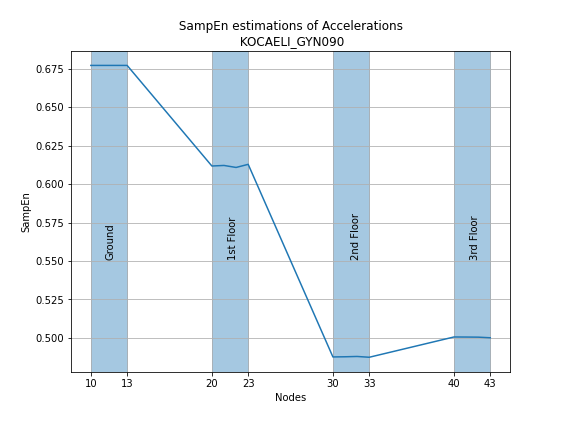 SampEn estimations of Accelerations
KOCAELI_GYN090
0.675
0.650
0.625
0.600
0.575
0.550
0.525
0.500
SampEn
Ground
1st Floor
2nd Floor
3rd Floor
10 13 20 23 30 33 40 43
Nodes